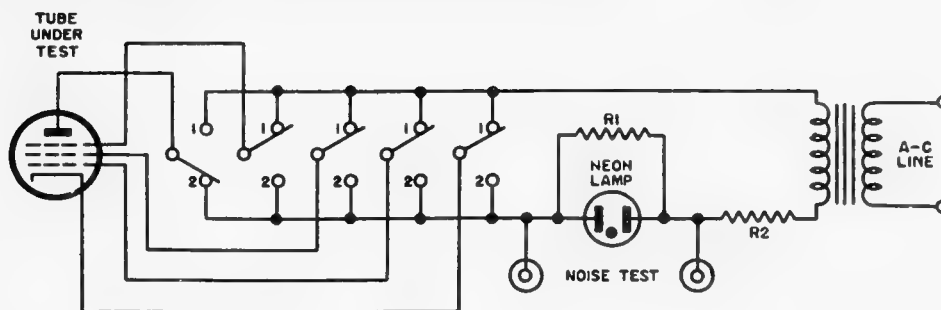 TUBE
UNDER
TEST
1
1
1
1
1
2
2
2
2
2
R1
NEON
LAMP
R2
NOISE TEST
A-C
LINE